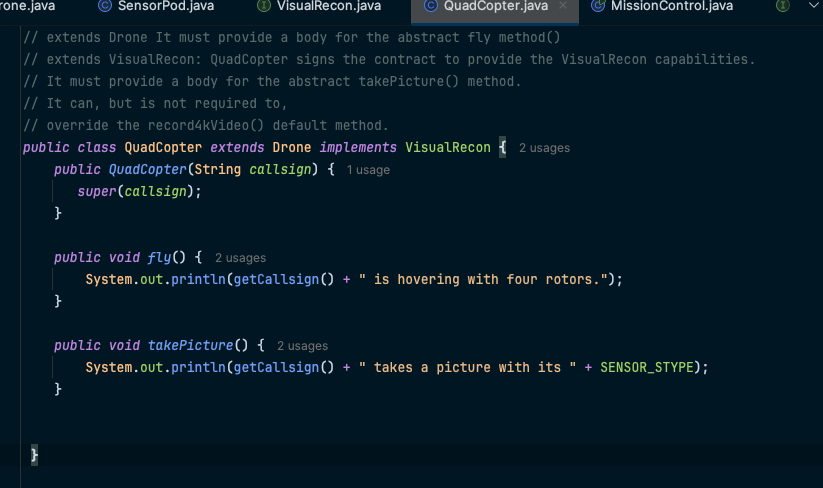 rone.java SensorPod.java VisualRecon.java QuadCopter.java MissionControl.java
// extends Drone It must provide a body for the abstract fly method()
// extends VisualRecon: QuadCopter signs the contract to provide the VisualRecon capabilities.
// It must provide a body for the abstract takePicture() method.
// It can, but is not required to,
// override the record4kVideo() default method.
public class QuadCopter extends Drone implements VisualRecon { 2 usages
public QuadCopter(String callsign) { 1 usage
super(callsign);
}
public void fly() { 2 usages
System.out.println(getCallsign() + " is hovering with four rotors.");
}
public void takePicture() { 2 usages
System.out.println(getCallsign() + " takes a picture with its " + SENSOR_STYPE);
}
}